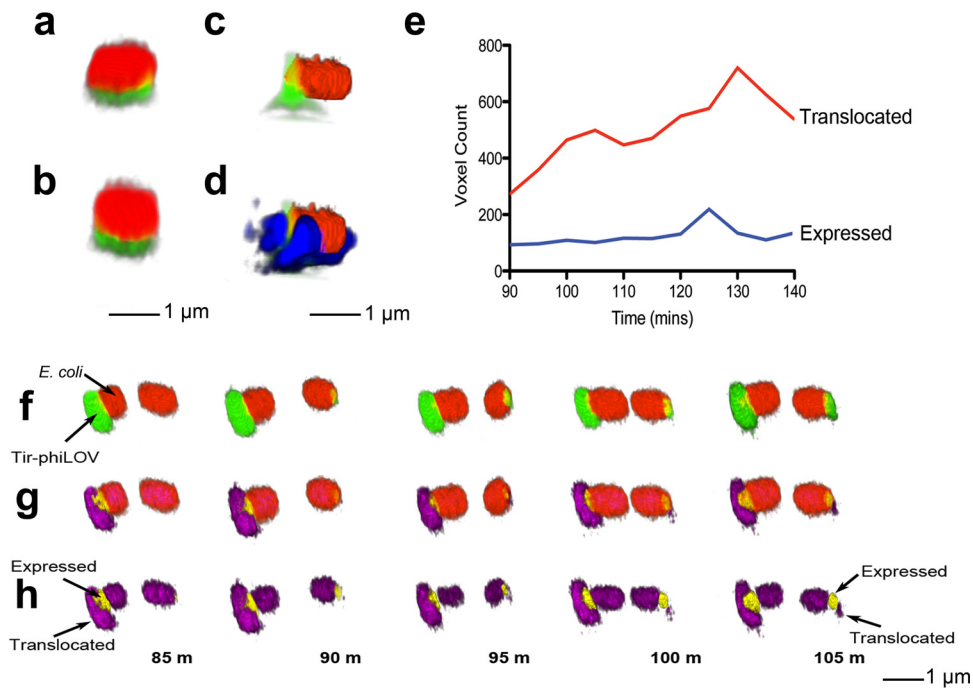 a
c
e
b
d
1 μm
1 μm
800
600
400
200
0
Voxel Count
90
100
110
120
130
140
Time (mins)
Translocated
Expressed
f
E. coli
Tir-phiLOV
g
h
Expressed
Translocated
Expressed
Translocated
85 m
90 m
95 m
100 m
105 m
1 μm